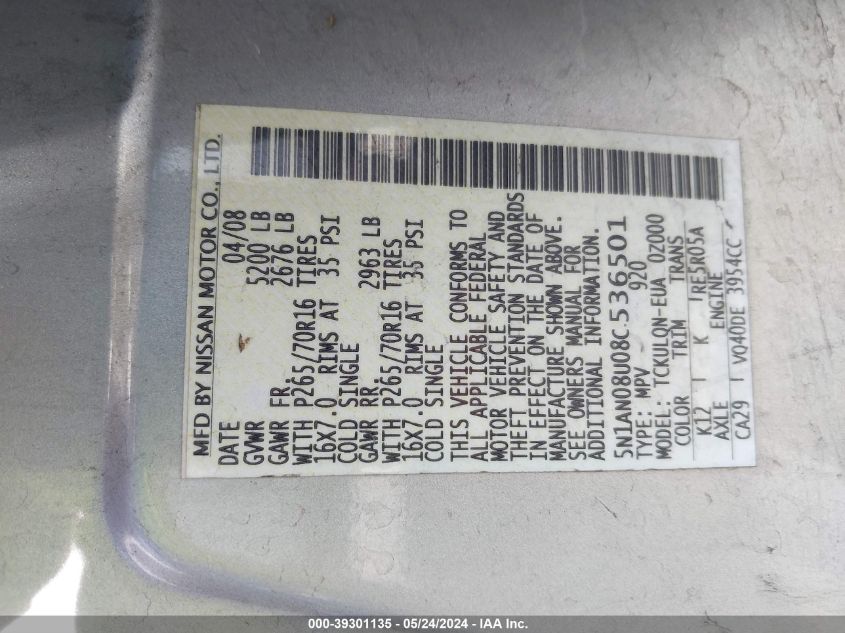 MFD BY NISSAN MOTOR CO., LTD.
DATE 04/08
GVWR 5200 LB
GAWR FR. 2676 LB
WITH P265/70R16 TIRES
16X7.0 RIMS AT 35 PSI
COLD SINGLE
GAWR RR. 2963 LB
WITH P265/70R16 TIRES
16X7.0 RIMS AT 35 PSI
COLD SINGLE
THIS VEHICLE CONFORMS TO
ALL APPLICABLE FEDERAL
MOTOR VEHICLE SAFETY AND
THEFT PREVENTION STANDARDS
IN EFFECT ON THE DATE OF
MANUFACTURE SHOWN ABOVE.
SEE OWNERS MANUAL FOR
ADDITIONAL INFORMATION.
5N1AN08U08C536501
TYPE: MPV 920
MODEL: TCKULQN-EUA 02000
COLOR TRIM TRANS
K12 K RE5R05A
AXLE ENGINE
CA29 VQ40DE 3954CC
000-39301135 - 05/24/2024 - IAA Inc.